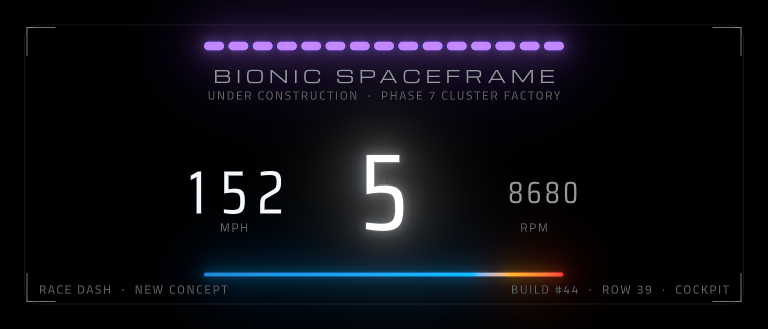 BIONIC SPACEFRAME
UNDER CONSTRUCTION · PHASE 7 CLUSTER FACTORY
152
MPH
5
8680
RPM
RACE DASH · NEW CONCEPT
BUILD #44 · ROW 39 · COCKPIT